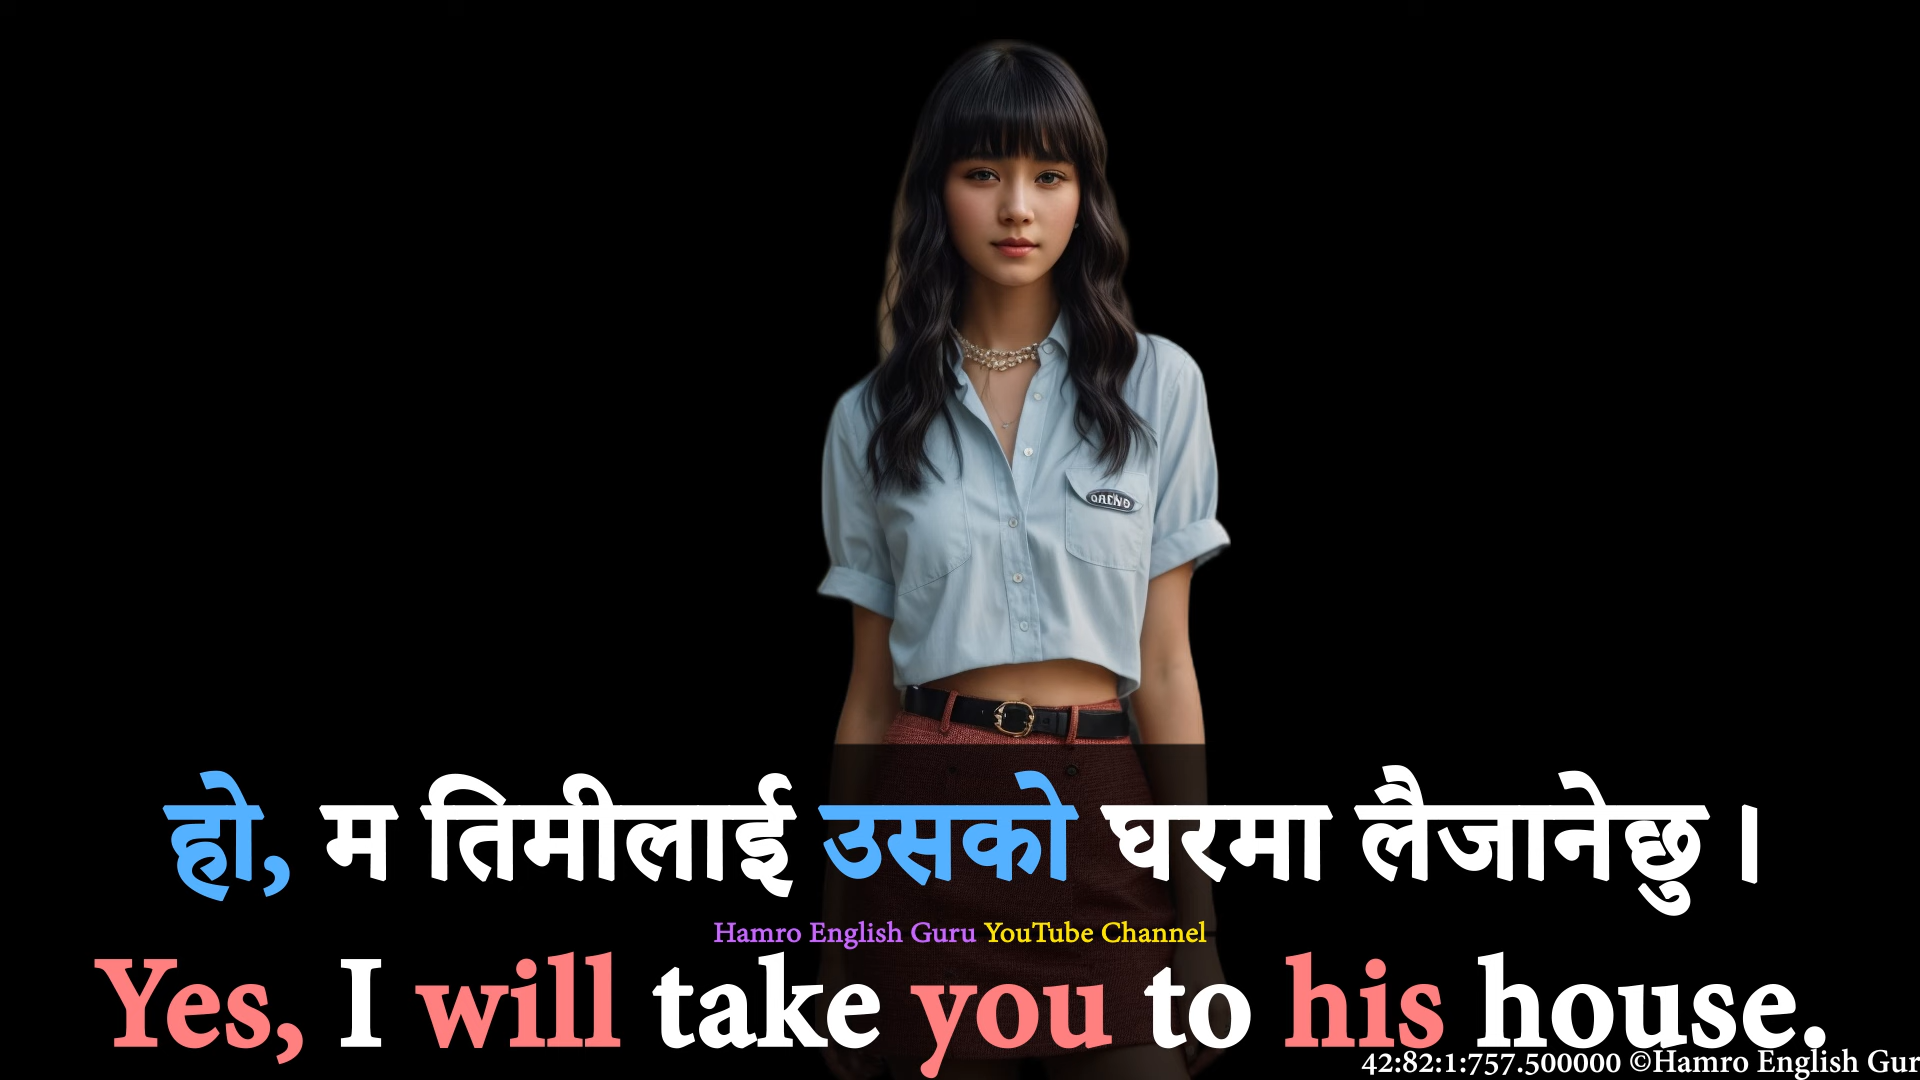 हो, म तिमीलाई उसको घरमा लैजानेछु ।
Hamro English Guru YouTube Channel
Yes, I will take you to his house.
42:82:1:757.500000 ©Hamro English Gur